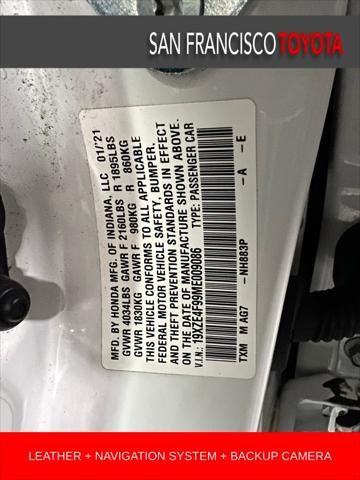 SAN FRANCISCO TOYOTA
MFD. BY HONDA MFG. OF INDIANA, LLC 01/'21
GVWR 4034LBS GAWR F 2160LBS R 1895LBS
GVWR 1830KG GAWR F 980KG R 860KG
THIS VEHICLE CONFORMS TO ALL APPLICABLE
FEDERAL MOTOR VEHICLE SAFETY, BUMPER,
AND THEFT PREVENTION STANDARDS IN EFFECT
ON THE DATE OF MANUFACTURE SHOWN ABOVE.
V.I.N.: 19XZE4F99ME009086 TYPE: PASSENGER CAR
TXM M AG7 -NH883P -A -E
LEATHER + NAVIGATION SYSTEM + BACKUP CAMERA